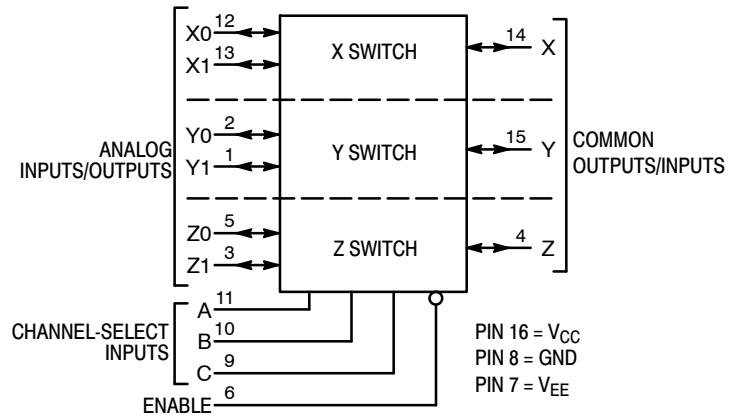 X0 12
X1 13
X SWITCH
14 X
Y0 2
Y1 1
Y SWITCH
15 Y
ANALOG
INPUTS/OUTPUTS
COMMON
OUTPUTS/INPUTS
Z0 5
Z1 3
Z SWITCH
4 Z
CHANNEL-SELECT
INPUTS
A 11
B 10
C 9
ENABLE 6
PIN 16 = VCC
PIN 8 = GND
PIN 7 = VEE